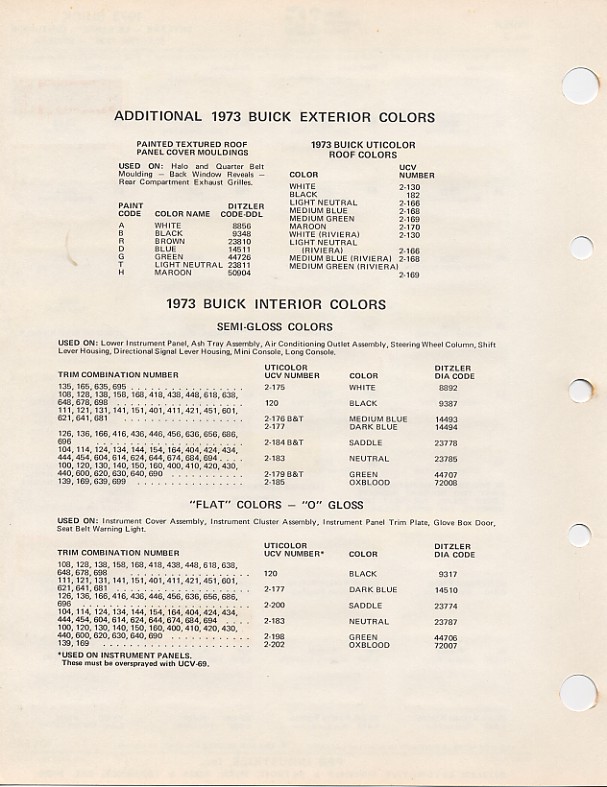 ADDITIONAL 1973 BUICK EXTERIOR COLORS
PAINTED TEXTURED ROOF
PANEL COVER MOULDINGS
USED ON: Halo and Quarter Belt
Moulding — Back Window Reveals —
Rear Compartment Exhaust Grilles.
PAINT DITZLER
CODE COLOR NAME CODE-DDL
A WHITE 8856
B BLACK 9348
R BROWN 23810
D BLUE 14511
G GREEN 44726
T LIGHT NEUTRAL 23811
H MAROON 50904
1973 BUICK UTICOLOR
ROOF COLORS
UCV
COLOR NUMBER
WHITE 2-130
BLACK 182
LIGHT NEUTRAL 2-166
MEDIUM BLUE 2-168
MEDIUM GREEN 2-169
MAROON 2-170
WHITE (RIVIERA) 2-130
LIGHT NEUTRAL
(RIVIERA) 2-166
MEDIUM BLUE (RIVIERA) 2-168
MEDIUM GREEN (RIVIERA)
2-169
1973 BUICK INTERIOR COLORS
SEMI-GLOSS COLORS
USED ON: Lower Instrument Panel, Ash Tray Assembly, Air Conditioning Outlet Assembly, Steering Wheel Column, Shift
Lever Housing, Directional Signal Lever Housing, Mini Console, Long Console.
UTICOLOR DITZLER
TRIM COMBINATION NUMBER UCV NUMBER COLOR DIA CODE
135, 165, 635, 695 . . . . . . . . . . . . . . . . . . 2-175 WHITE 8892
108, 128, 138, 158, 168, 418, 438, 448, 618, 638,
648, 678, 698 . . . . . . . . . . . . . . . . . . . . . 120 BLACK 9387
111, 121, 131, 141, 151, 401, 411, 421, 451, 601,
621, 641, 681 . . . . . . . . . . . . . . . . . . . . . 2-176 B&T MEDIUM BLUE 14493
2-177 DARK BLUE 14494
126, 136, 166, 416, 436, 446, 456, 636, 656, 686,
696 . . . . . . . . . . . . . . . . . . . . . . . . 2-184 B&T SADDLE 23778
104, 114, 124, 134, 144, 154, 164, 404, 424, 434,
444, 454, 604, 614, 624, 644, 674, 684, 694 . . . . 2-183 NEUTRAL 23785
100, 120, 130, 140, 150, 160, 400, 410, 420, 430,
440, 600, 620, 630, 640, 690 . . . . . . . . . . . . 2-179 B&T GREEN 44707
139, 169, 639, 699 . . . . . . . . . . . . . . . . . . 2-185 OXBLOOD 72008
"FLAT" COLORS — "O" GLOSS
USED ON: Instrument Cover Assembly, Instrument Cluster Assembly, Instrument Panel Trim Plate, Glove Box Door,
Seat Belt Warning Light.
UTICOLOR DITZLER
TRIM COMBINATION NUMBER UCV NUMBER* COLOR DIA CODE
108, 128, 138, 158, 168, 418, 438, 448, 618, 638,
648, 678, 698 . . . . . . . . . . . . . . . . . . . . . 120 BLACK 9317
111, 121, 131, 141, 151, 401, 411, 421, 451, 601,
621, 641, 681 . . . . . . . . . . . . . . . . . . . . . 2-177 DARK BLUE 14510
126, 136, 166, 416, 436, 446, 456, 636, 656, 686,
696 . . . . . . . . . . . . . . . . . . . . . . . . 2-200 SADDLE 23774
104, 114, 124, 134, 144, 154, 164, 404, 424, 434,
444, 454, 604, 614, 624, 644, 674, 684, 694 . . . . 2-183 NEUTRAL 23787
100, 120, 130, 140, 150, 160, 400, 410, 420, 430,
440, 600, 620, 630, 640, 690 . . . . . . . . . . . . 2-198 GREEN 44706
139, 169 . . . . . . . . . . . . . . . . . . . . . . . 2-202 OXBLOOD 72007
*USED ON INSTRUMENT PANELS.
These must be oversprayed with UCV-69.